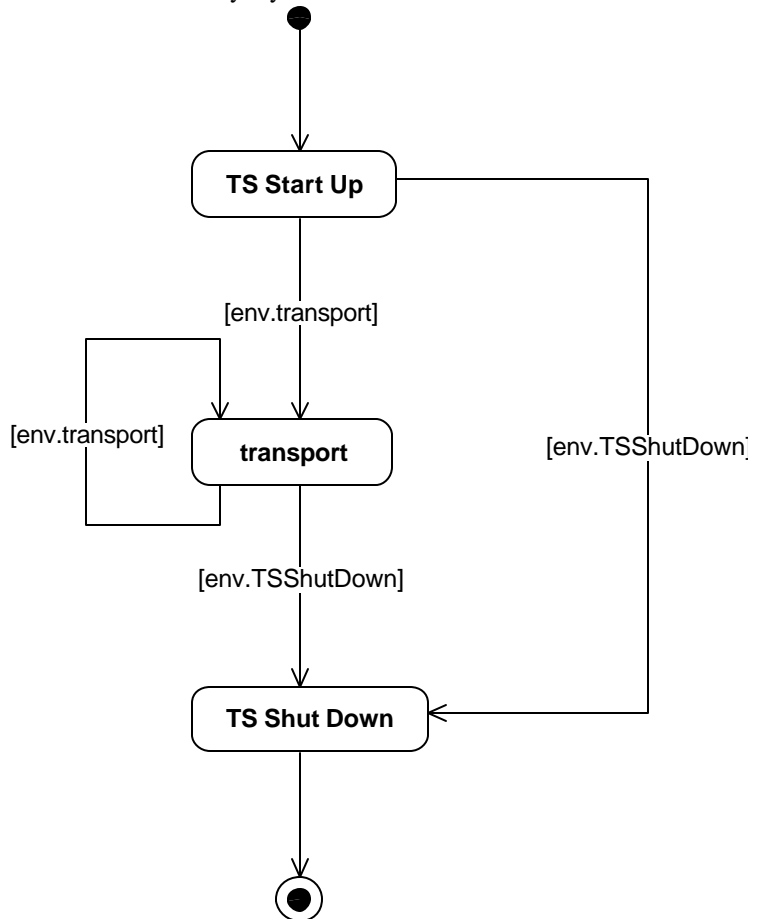 TS Start Up
[env.transport]
[env.transport]
transport
[env.TSShutDown]
[env.TSShutDown]
TS Shut Down